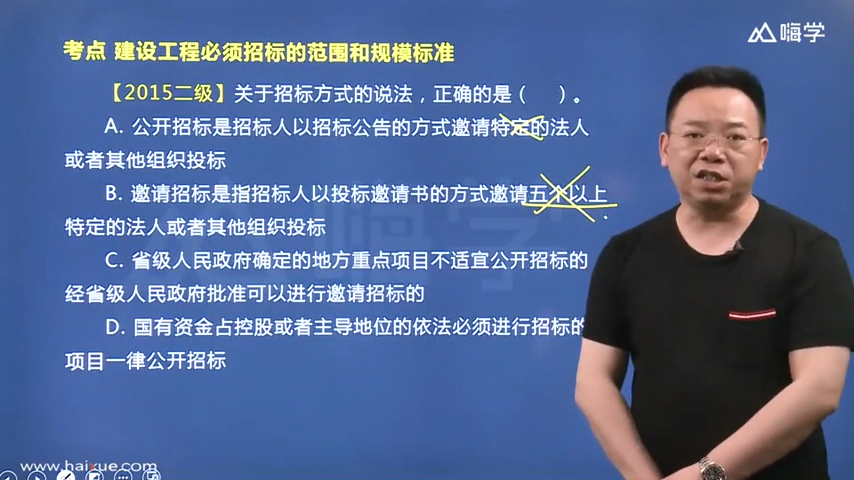 考点 建设工程必须招标的范围和规模标准
嗨学
【2015二级】关于招标方式的说法，正确的是（　）。
A. 公开招标是招标人以招标公告的方式邀请特定的法人
或者其他组织投标
B. 邀请招标是指招标人以投标邀请书的方式邀请五个以上
特定的法人或者其他组织投标
C. 省级人民政府确定的地方重点项目不适宜公开招标的
经省级人民政府批准可以进行邀请招标的
D. 国有资金占控股或者主导地位的依法必须进行招标的
项目一律公开招标
嗨学
www.haixue.com